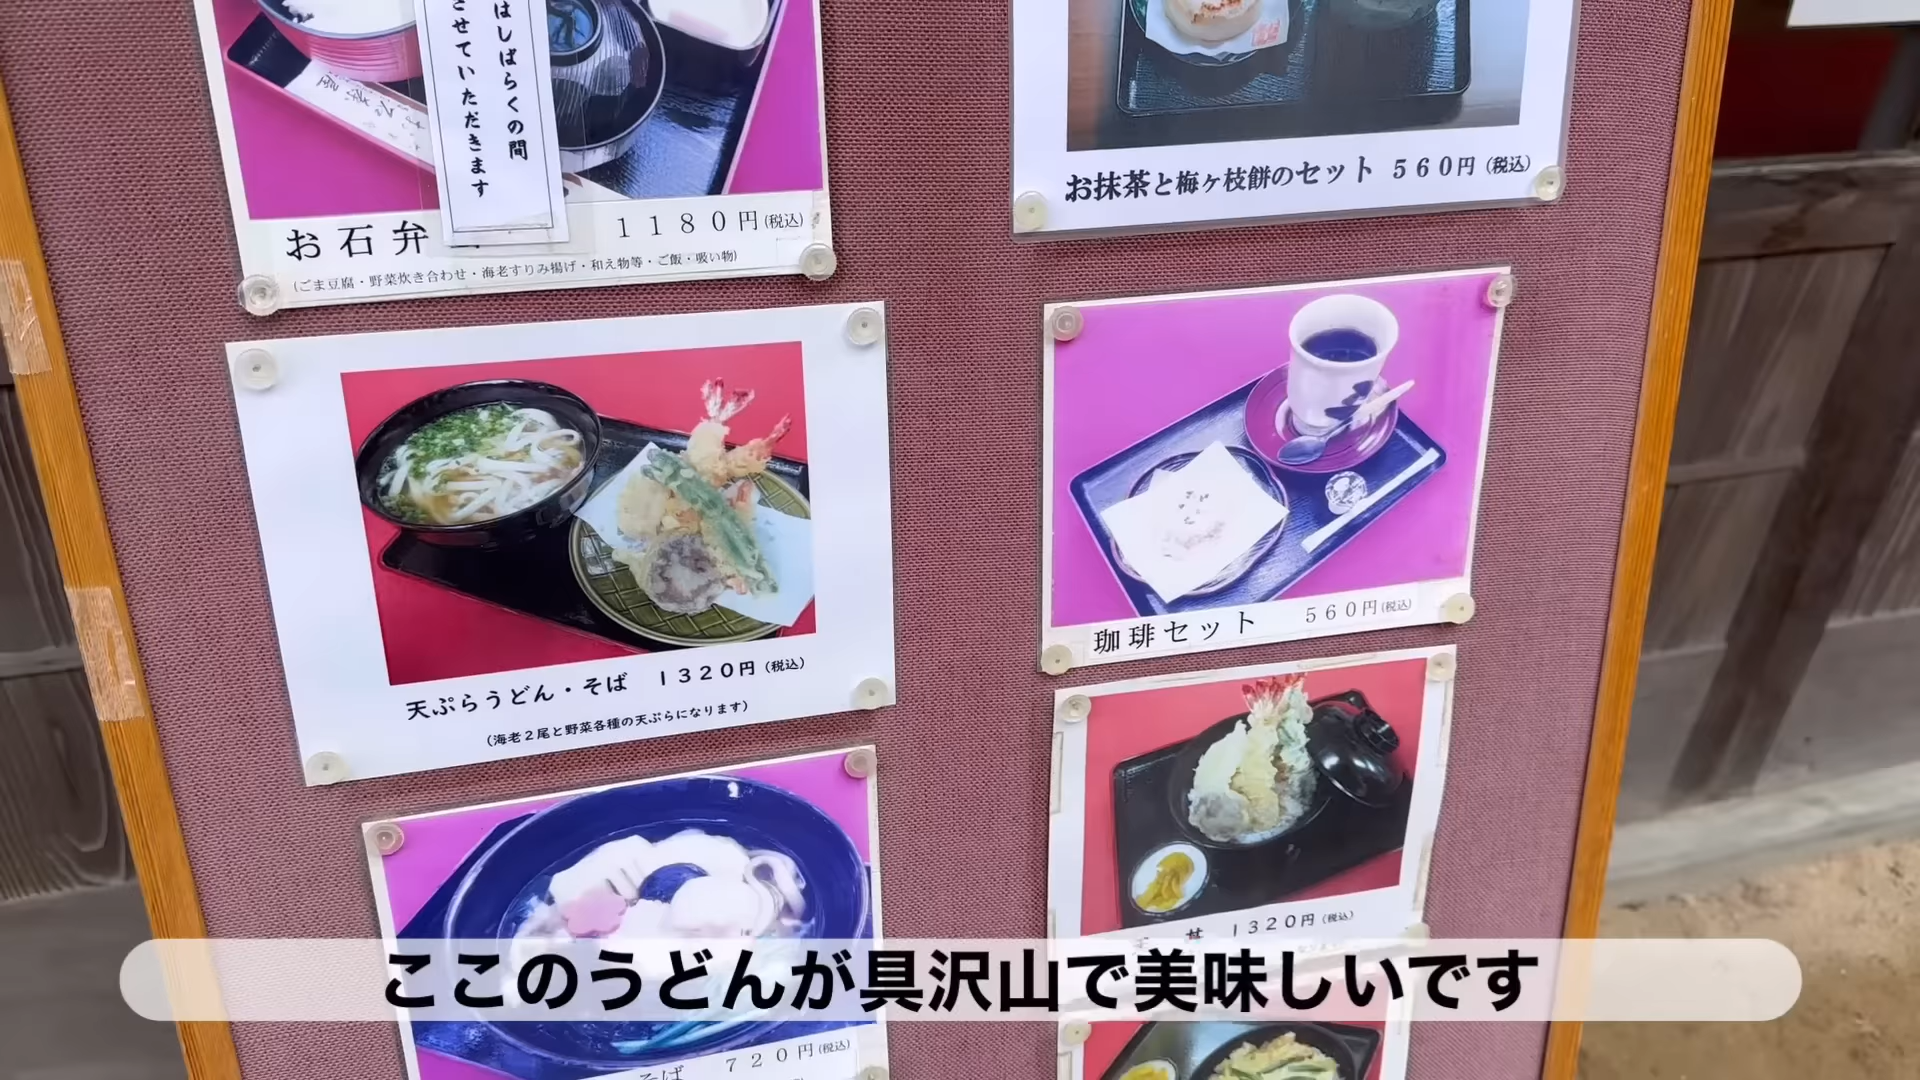 はしばらくの間
させていただきます
お石弁
1180円(税込)
(ごま豆腐・野菜炊き合わせ・海老すりみ揚げ・和え物等・ご飯・吸い物)
お抹茶と梅ヶ枝餅のセット 560円(税込)
天ぷらうどん・そば 1320円(税込)
(海老2尾と野菜各種の天ぷらになります)
珈琲セット 560円(税込)
丼 1320円(税込)
そば 720円(税込)
ここのうどんが具沢山で美味しいです